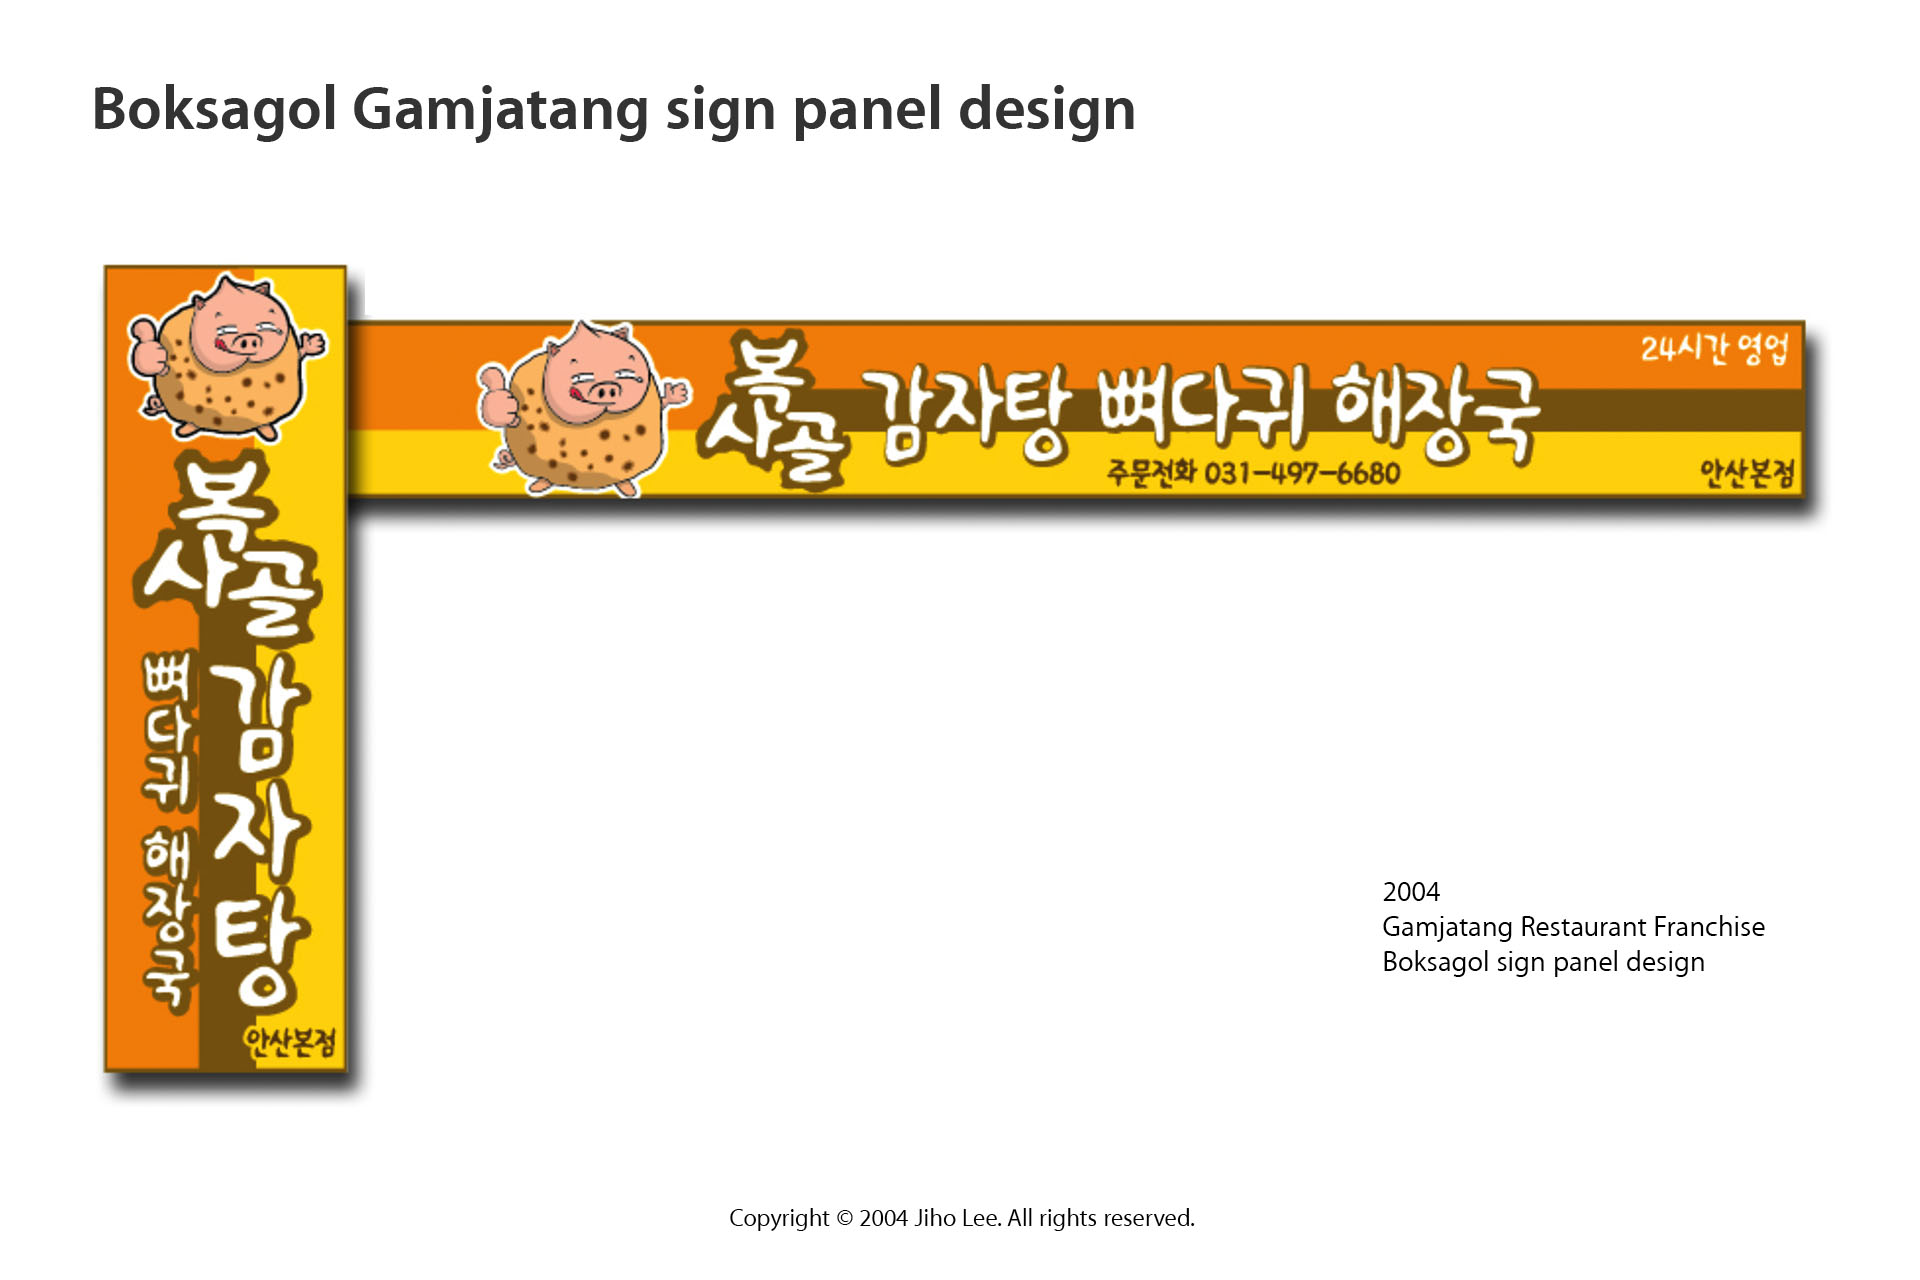 Boksagol Gamjatang sign panel design
복
사골
뼈다귀 해장국
감자탕
안산본점
복
사골
감자탕 뼈다귀 해장국
24시간 영업
주문전화 031-497-6680
안산본점
2004
Gamjatang Restaurant Franchise
Boksagol sign panel design
Copyright © 2004 Jiho Lee. All rights reserved.